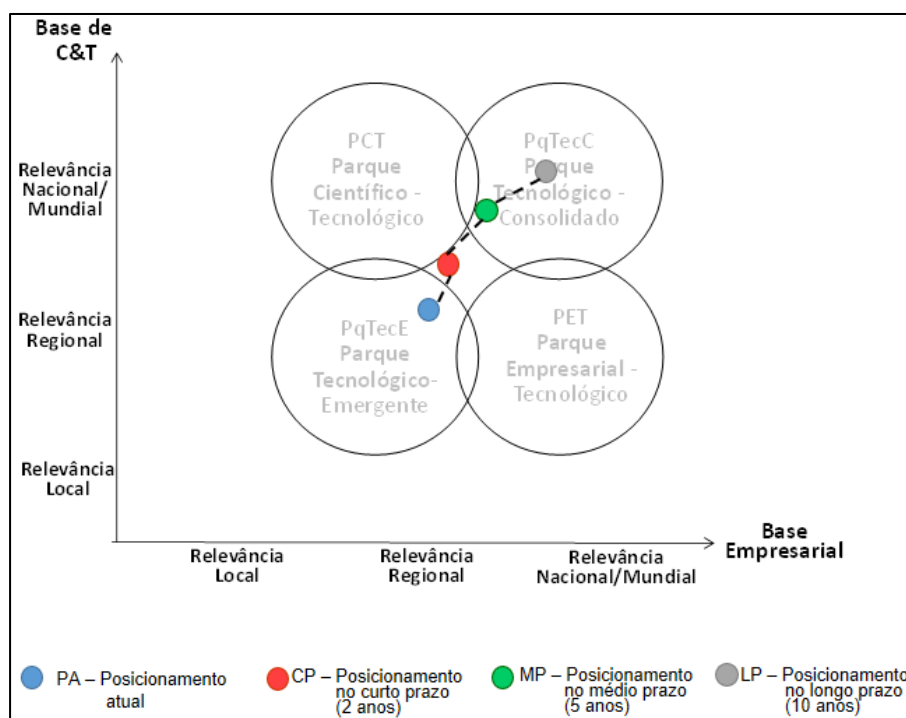 Base de
C&T
PCT
Parque
Científico -
Tecnológico
PqTecC
Parque
Tecnológico -
Consolidado
Relevância
Nacional/
Mundial
Relevância
Regional
PqTecE
Parque
Tecnológico-
Emergente
PET
Parque
Empresarial -
Tecnológico
Relevância
Local
Relevância
Local
Relevância
Regional
Relevância
Nacional/Mundial
Base
Empresarial
PA – Posicionamento
atual
CP – Posicionamento
no curto prazo
(2 anos)
MP – Posicionamento
no médio prazo
(5 anos)
LP – Posicionamento
no longo prazo
(10 anos)